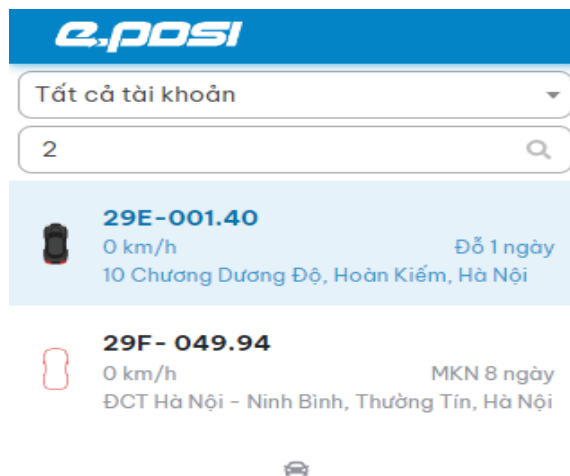 e.posi
Tất cả tài khoản
2
29E-001.40
0 km/h Đỗ 1 ngày
10 Chương Dương Độ, Hoàn Kiếm, Hà Nội
29F- 049.94
0 km/h MKN 8 ngày
ĐCT Hà Nội - Ninh Bình, Thường Tín, Hà Nội